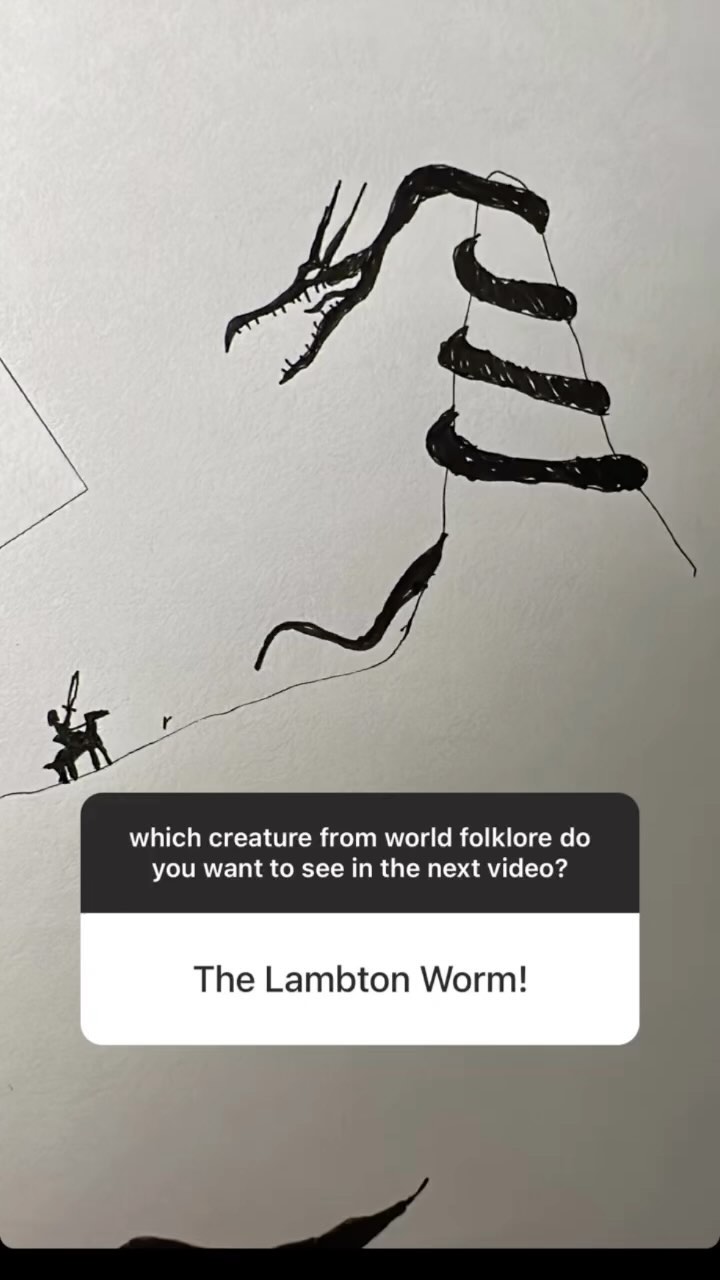 which creature from world folklore do
you want to see in the next video?
The Lambton Worm!